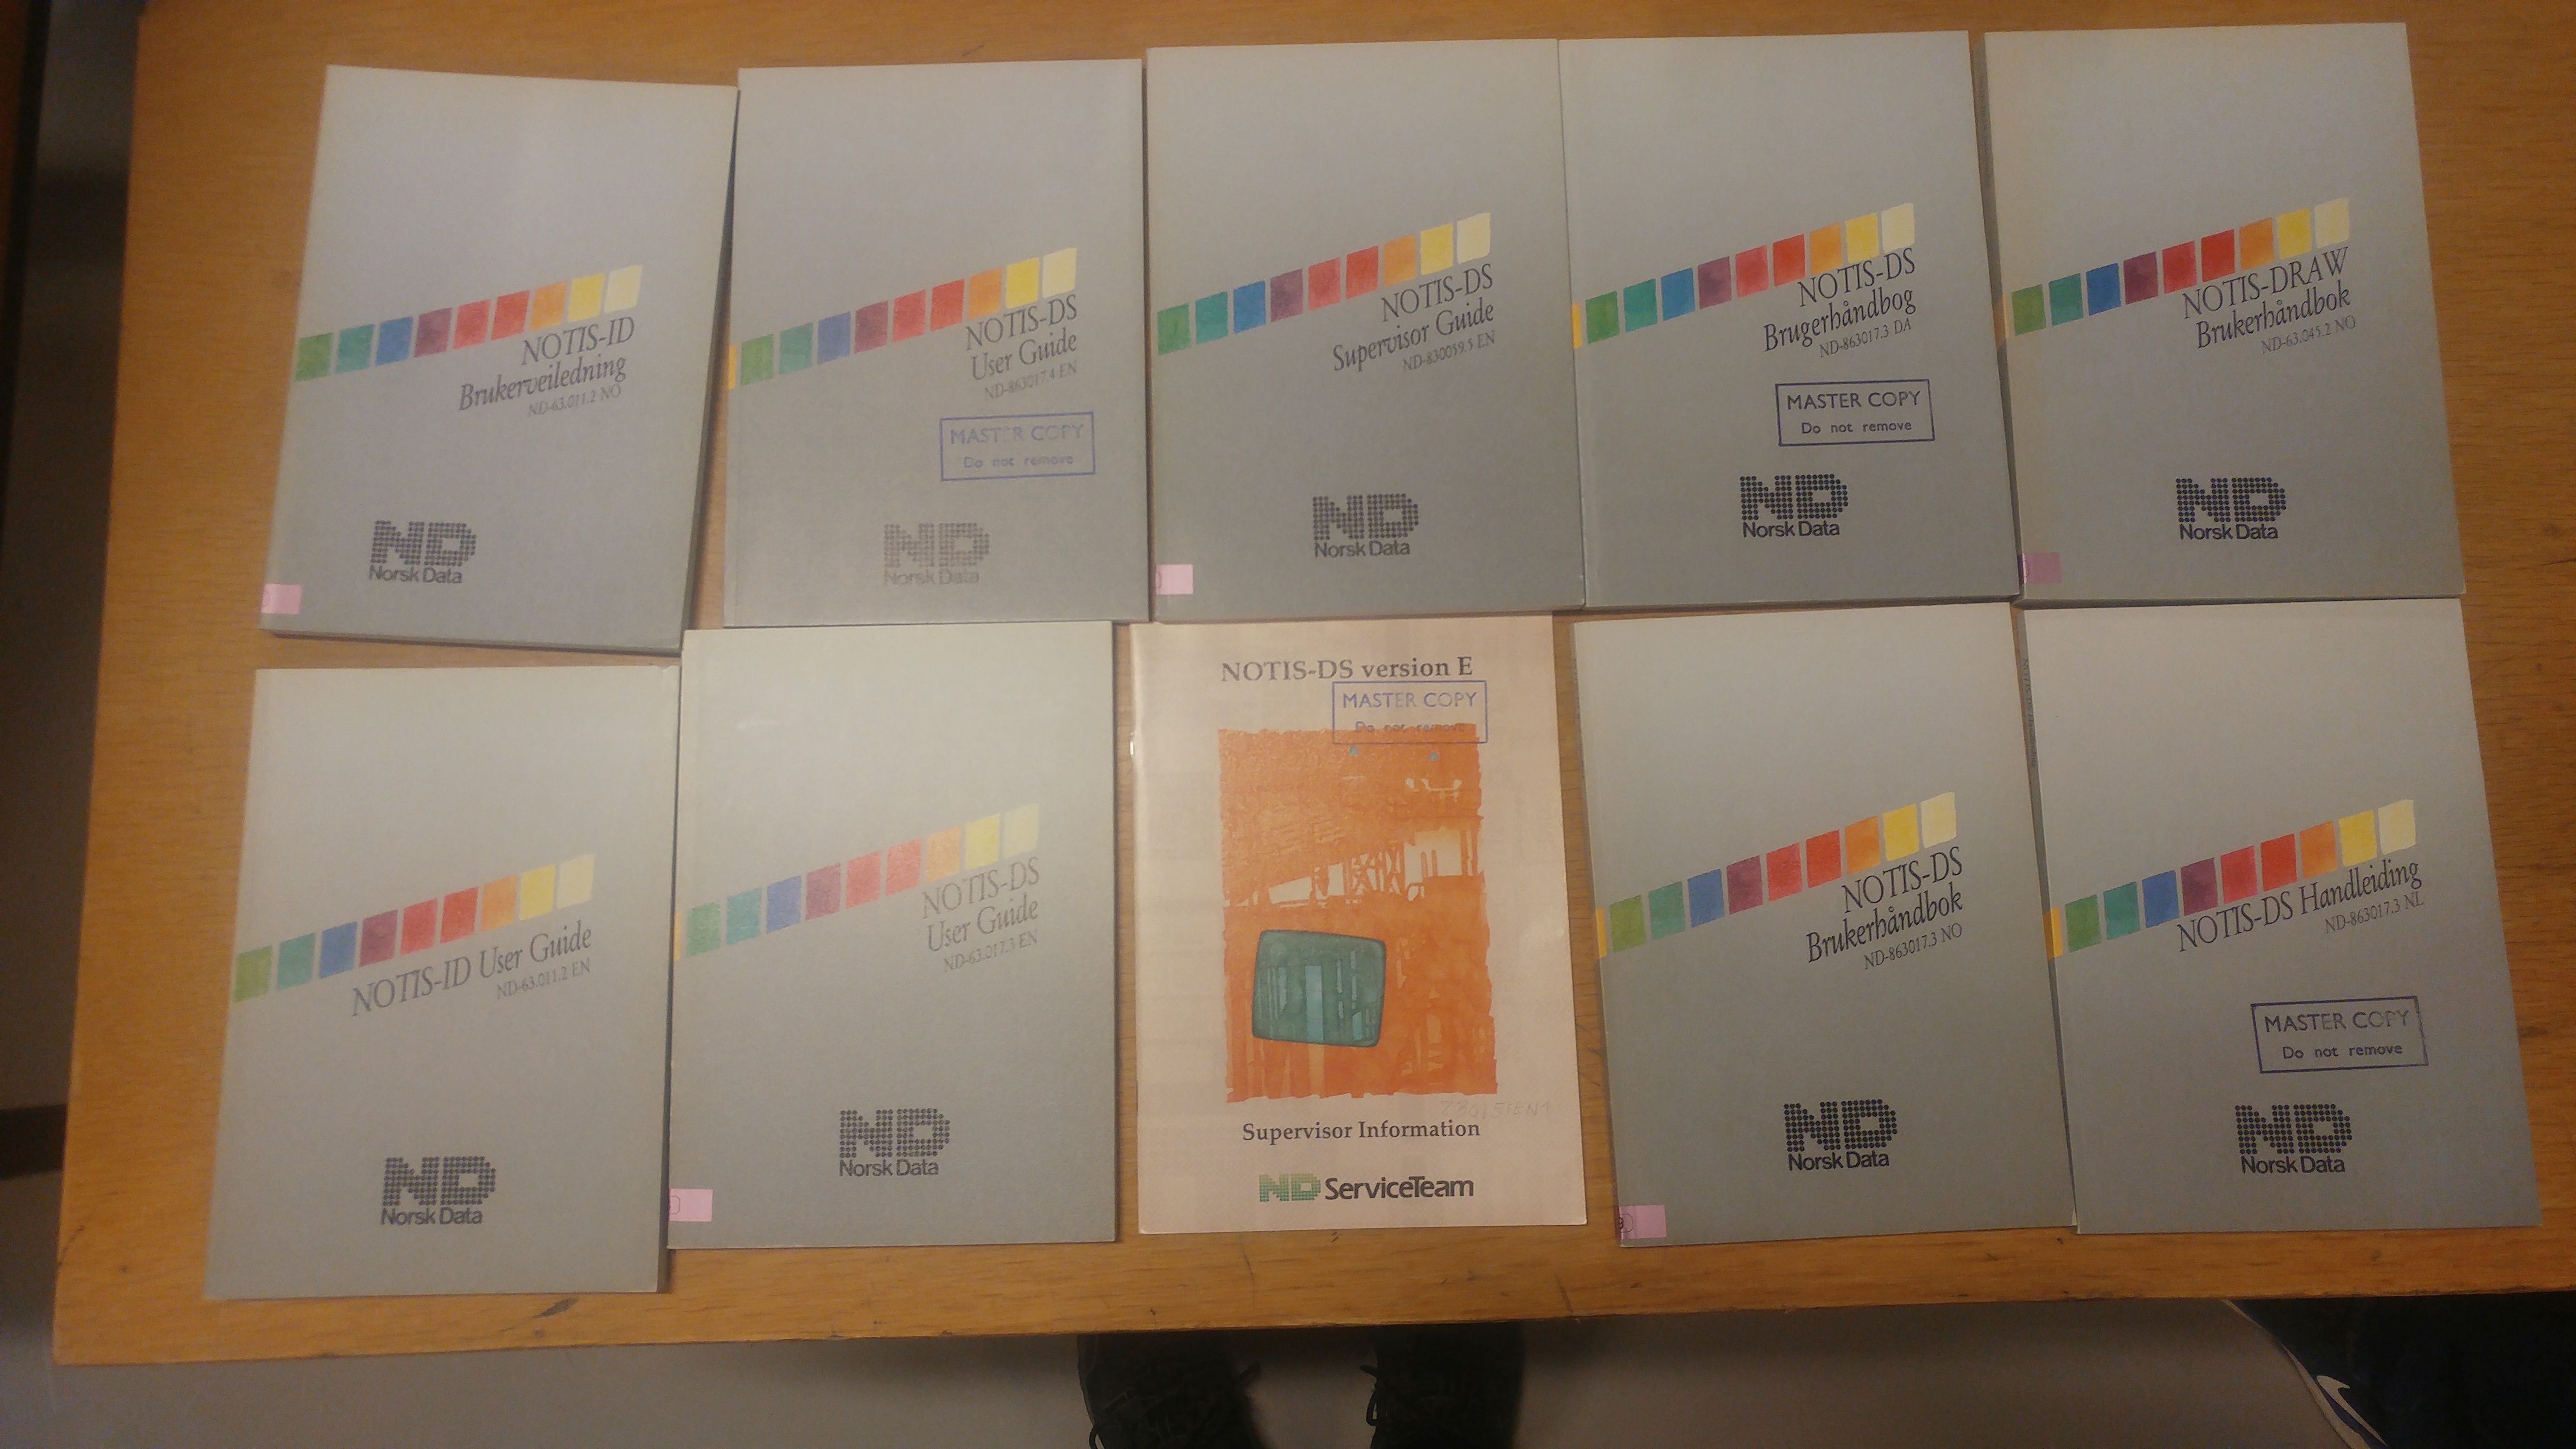 NOTIS-ID
Brukerveiledning
ND-63.011.2 NO
ND
Norsk Data
NOTIS-DS
User Guide
ND-863017.4 EN
MASTER COPY
Do not remove
ND
Norsk Data
NOTIS-DS
Supervisor Guide
ND-830059.5 EN
ND
Norsk Data
NOTIS-DS
Brugerhåndbog
ND-863017.3 DA
MASTER COPY
Do not remove
ND
Norsk Data
NOTIS-DRAW
Brukerhåndbok
ND-63.045.2 NO
ND
Norsk Data
NOTIS-ID User Guide
ND-63.011.2 EN
ND
Norsk Data
NOTIS-DS
User Guide
ND-63.017.3 EN
ND
Norsk Data
NOTIS-DS version E
MASTER COPY
Do not remove
Supervisor Information
ND ServiceTeam
NOTIS-DS
Brukerhåndbok
ND-863017.3 NO
ND
Norsk Data
NOTIS-DS Handleiding
ND-863017.3 NL
MASTER COPY
Do not remove
ND
Norsk Data